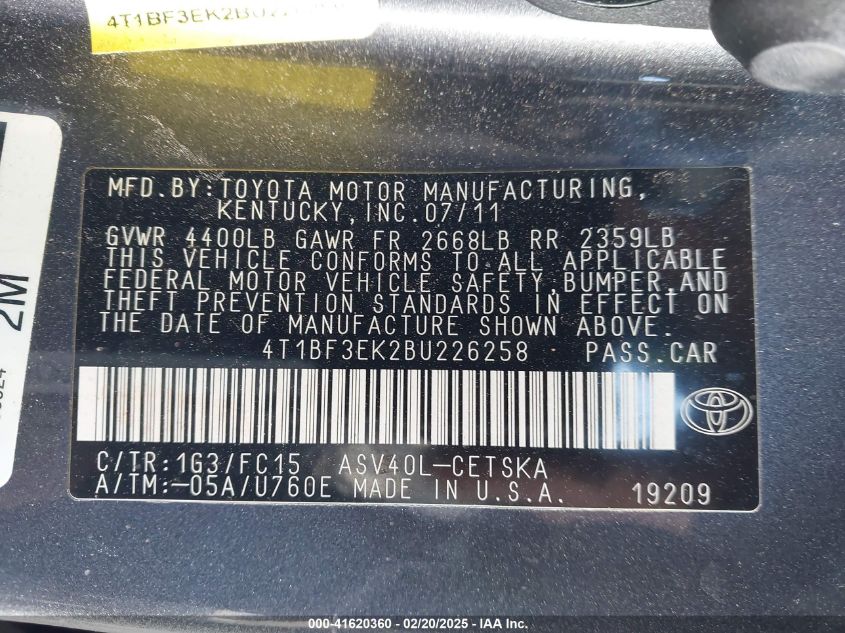 4T1BF3EK2BU
MFD.BY:TOYOTA MOTOR MANUFACTURING,
KENTUCKY,INC.07/11
GVWR 4400LB GAWR FR 2668LB RR 2359LB
THIS VEHICLE CONFORMS TO ALL APPLICABLE
FEDERAL MOTOR VEHICLE SAFETY,BUMPER,AND
THEFT PREVENTION STANDARDS IN EFFECT ON
THE DATE OF MANUFACTURE SHOWN ABOVE.
4T1BF3EK2BU226258 PASS.CAR
C/TR:1G3/FC15 ASV40L-CETSKA
A/TM:-05A/U760E MADE IN U.S.A. 19209
2M
000-41620360 - 02/20/2025 - IAA Inc.